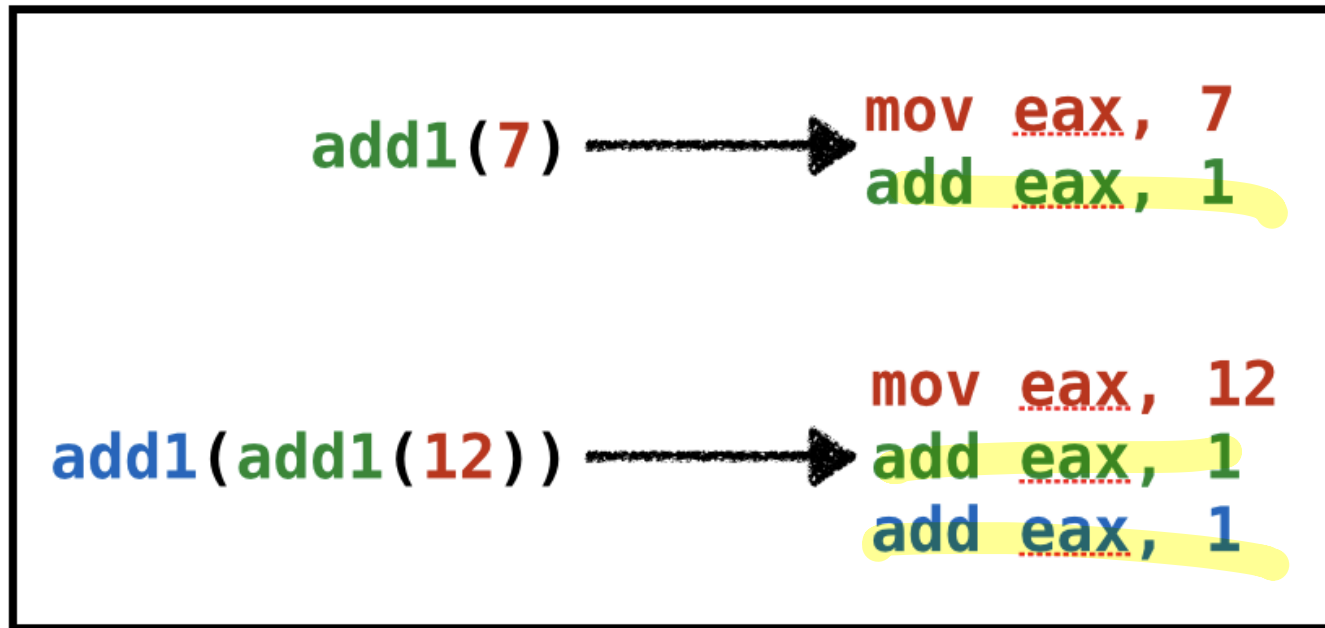 add1(7)
mov eax, 7
add eax, 1
add1(add1(12))
mov eax, 12
add eax, 1
add eax, 1